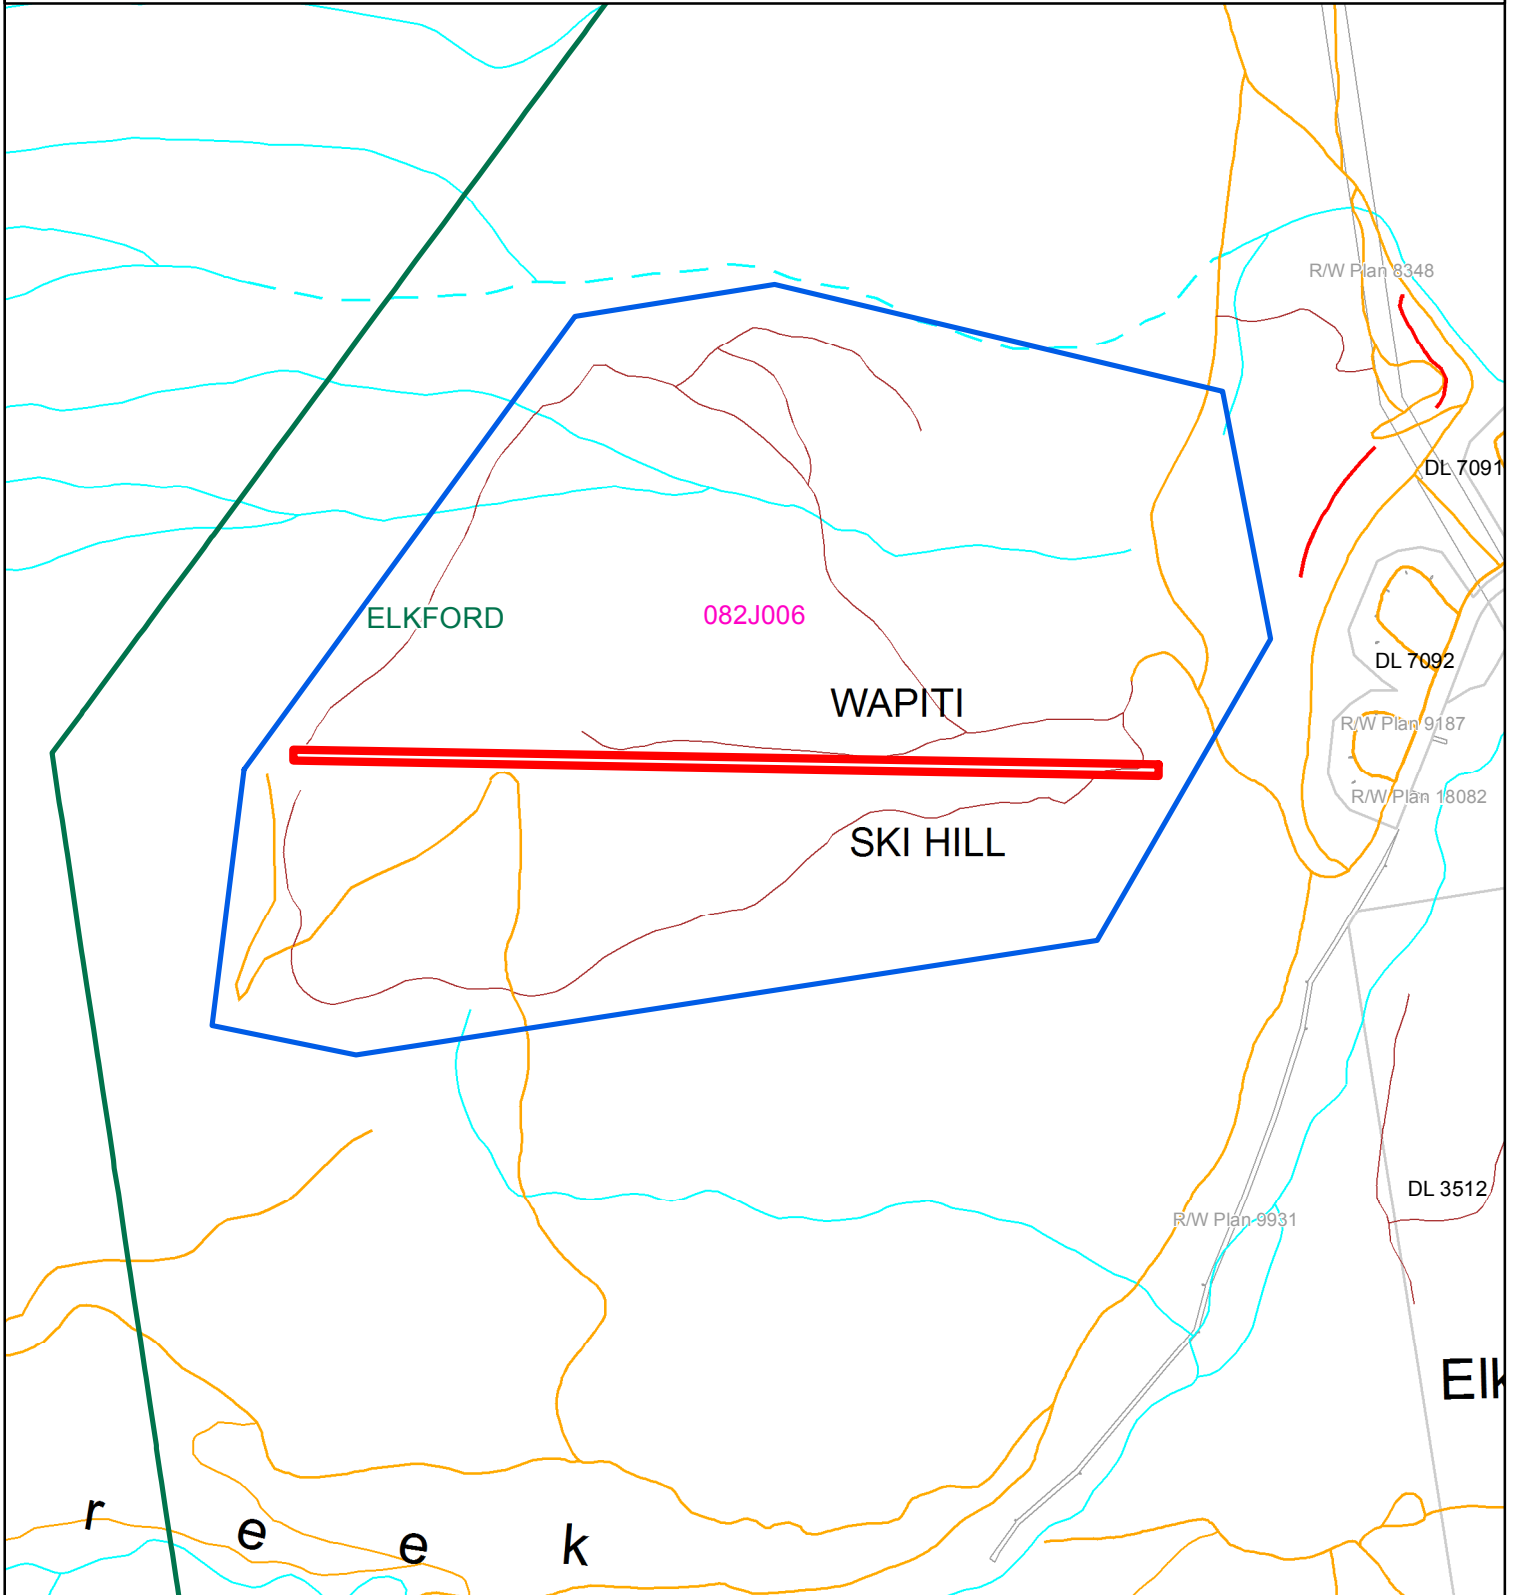 R/W Plan 8348
DL 7091
ELKFORD
082J006
DL 7092
WAPITI
R/W Plan 9187
R/W Plan 18082
SKI HILL
DL 3512
R/W Plan 9931
Elk
r e e k